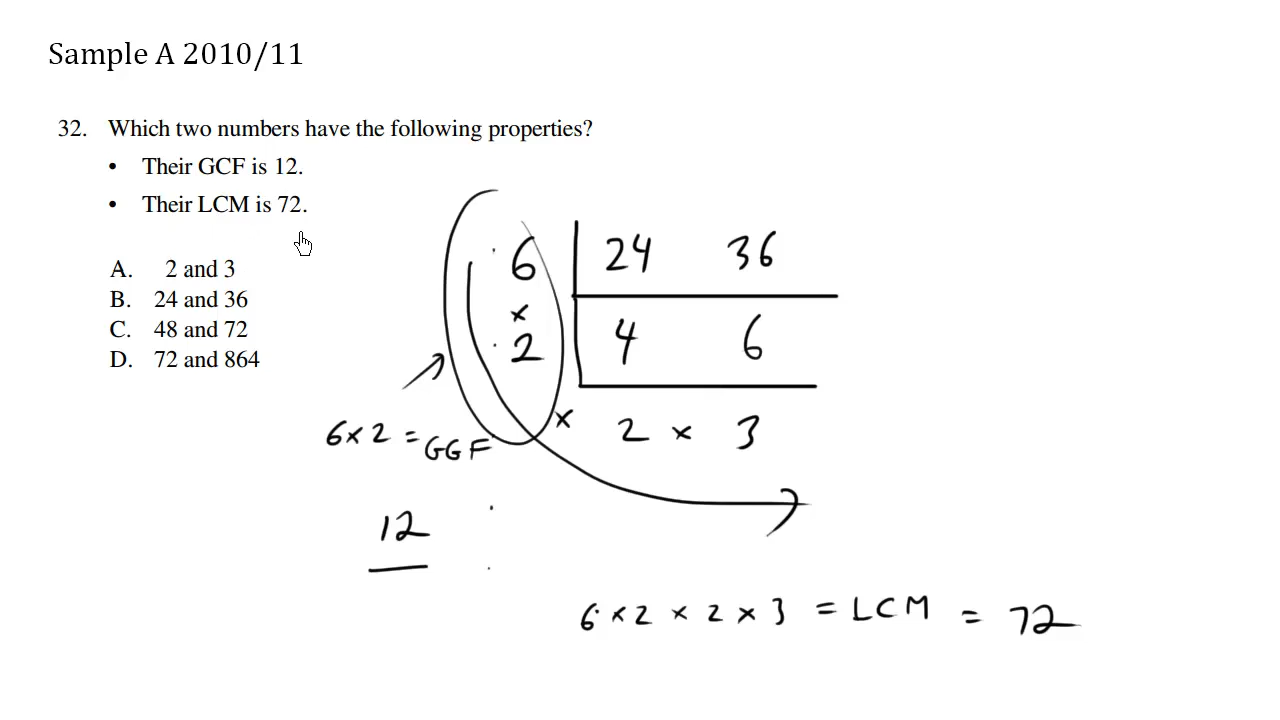 Sample A 2010/11
32. Which two numbers have the following properties?
• Their GCF is 12.
• Their LCM is 72.
A. 2 and 3
B. 24 and 36
C. 48 and 72
D. 72 and 864
6 24 36
×
2 4 6
× 2 × 3
6×2 = GGF
12
6 × 2 × 2 × 3 = LCM = 72